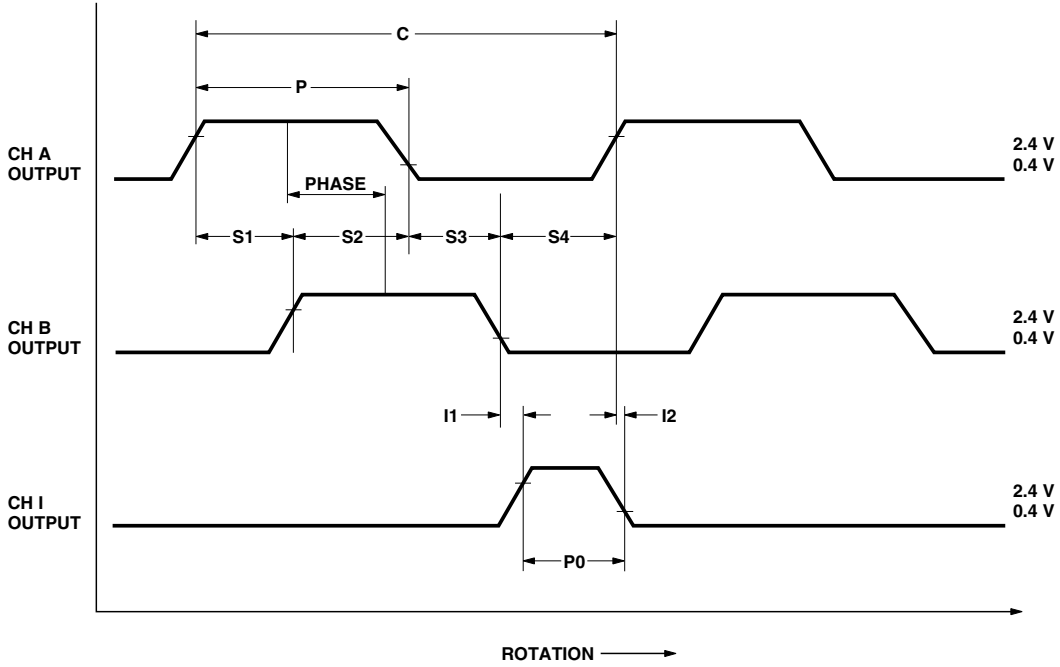 C
P
CH A
OUTPUT
2.4 V
0.4 V
PHASE
S1
S2
S3
S4
CH B
OUTPUT
2.4 V
0.4 V
I1
I2
CH I
OUTPUT
2.4 V
0.4 V
P0
ROTATION